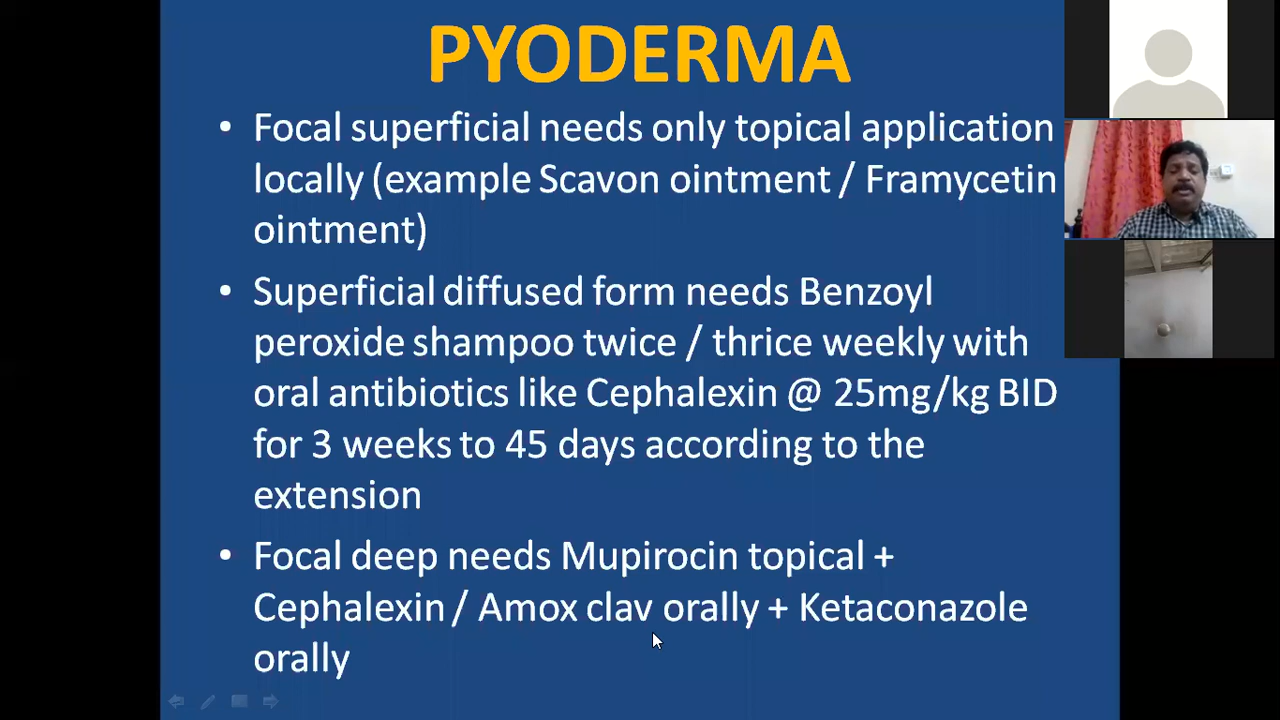 PYODERMA
• Focal superficial needs only topical application
locally (example Scavon ointment / Framycetin
ointment)
• Superficial diffused form needs Benzoyl
peroxide shampoo twice / thrice weekly with
oral antibiotics like Cephalexin @ 25mg/kg BID
for 3 weeks to 45 days according to the
extension
• Focal deep needs Mupirocin topical +
Cephalexin / Amox clav orally + Ketaconazole
orally